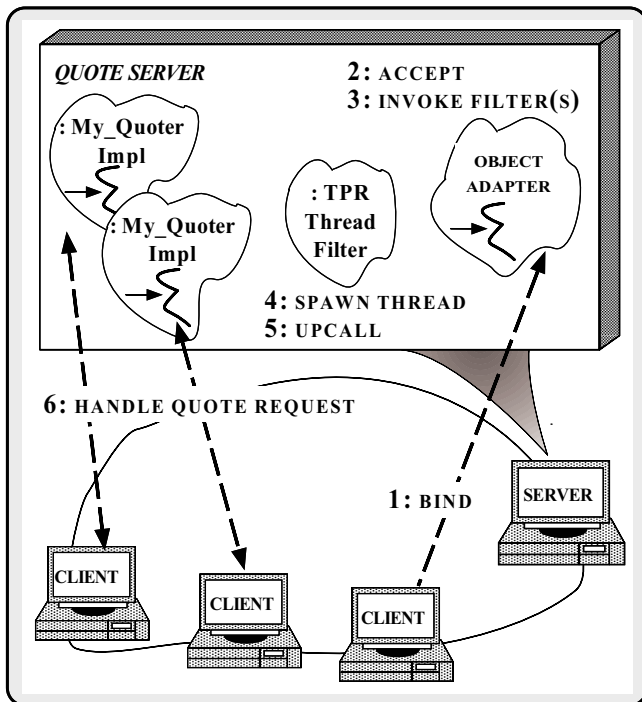 QUOTE SERVER
2: ACCEPT
3: INVOKE FILTER(S)
: My_Quoter
Impl
: My_Quoter
Impl
: TPR
Thread
Filter
OBJECT
ADAPTER
4: SPAWN THREAD
5: UPCALL
6: HANDLE QUOTE REQUEST
1: BIND
SERVER
CLIENT
CLIENT
CLIENT